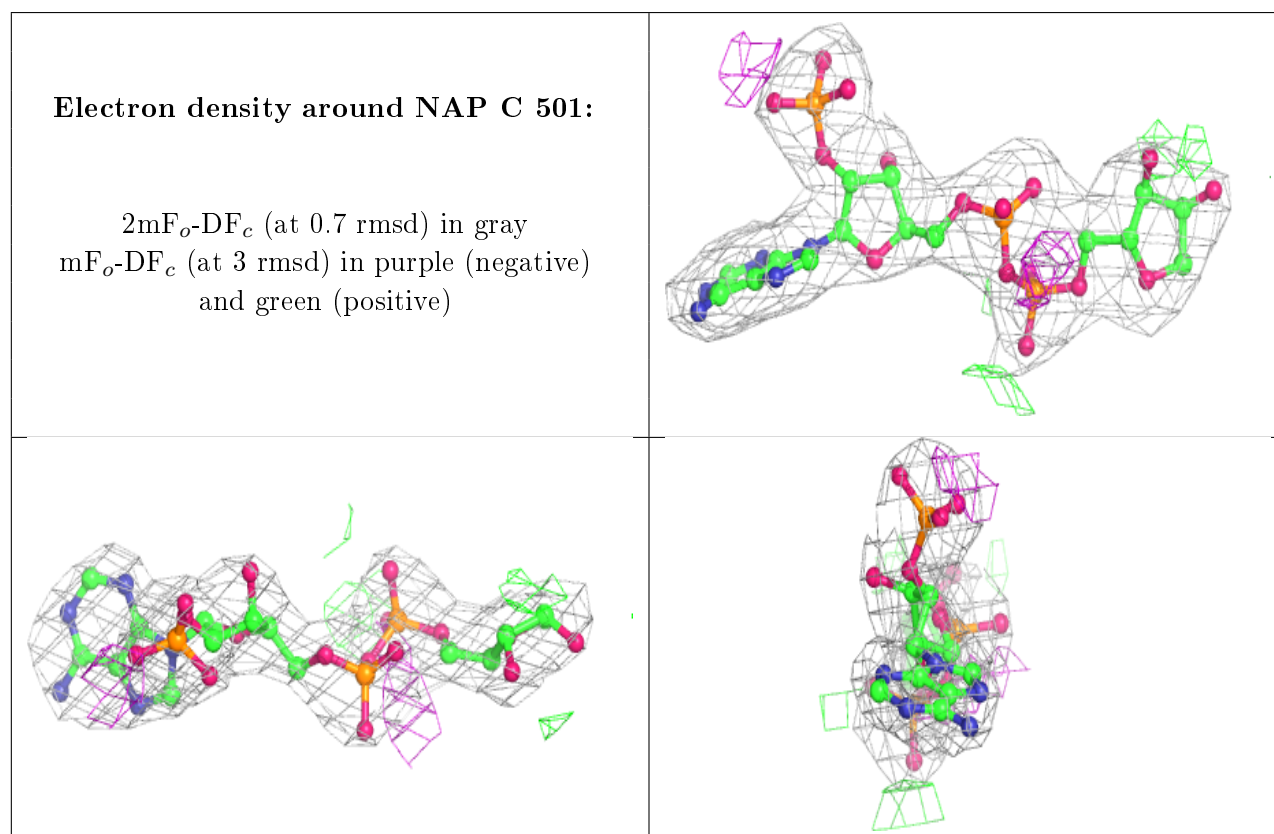 Electron density around NAP C 501:
2mFo-DFc (at 0.7 rmsd) in gray
mFo-DFc (at 3 rmsd) in purple (negative)
and green (positive)